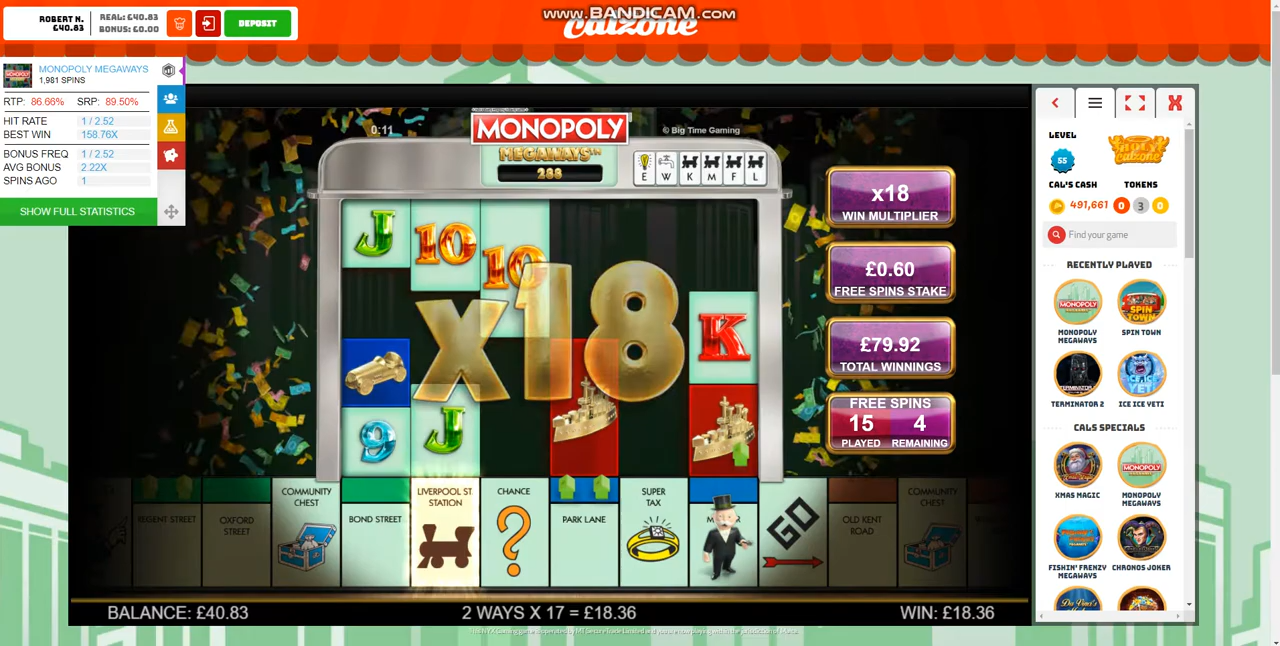 www.BANDICAM.com
calzone
ROBERT N.
£40.83
REAL: £40.83
BONUS: £0.00
DEPOSIT
MONOPOLY MEGAWAYS
1,981 SPINS
RTP: 86.66% SRP: 89.50%
HIT RATE 1 / 2.52
BEST WIN 158.76X
BONUS FREQ 1 / 2.52
AVG BONUS 2.22X
SPINS AGO 1
SHOW FULL STATISTICS
0:11
MONOPOLY
© Big Time Gaming
MEGAWAYS™
288
E W K M F L
J 10 10
x18
K
9 J
x18
WIN MULTIPLIER
£0.60
FREE SPINS STAKE
£79.92
TOTAL WINNINGS
FREE SPINS
15 4
PLAYED REMAINING
REGENT STREET
OXFORD STREET
COMMUNITY CHEST
BOND STREET
LIVERPOOL ST. STATION
CHANCE
?
PARK LANE
SUPER TAX
GO
OLD KENT ROAD
COMMUNITY CHEST
BALANCE: £40.83
2 WAYS X 17 = £18.36
WIN: £18.36
LEVEL
55
HOLY calzone
CAL'S CASH
TOKENS
491,661 0 3 0
Find your game
RECENTLY PLAYED
MONOPOLY MEGAWAYS
SPIN TOWN
TERMINATOR 2
ICE ICE YETI
CALS SPECIALS
XMAS MAGIC
MONOPOLY MEGAWAYS
FISHIN' FRENZY MEGAWAYS
CHRONOS JOKER